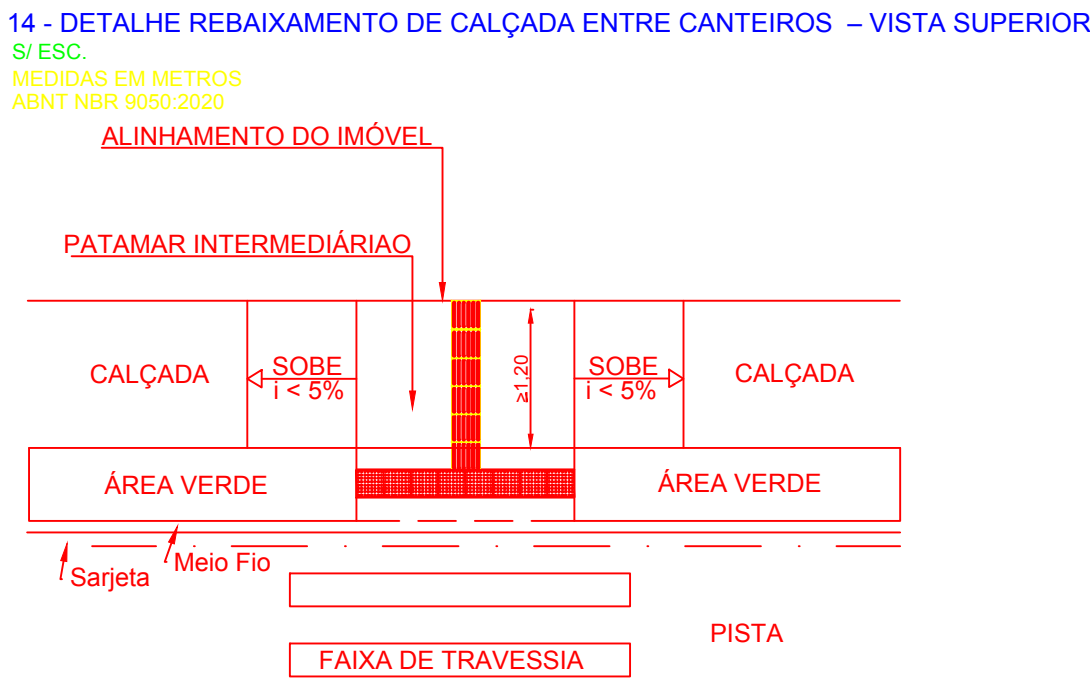 14 - DETALHE REBAIXAMENTO DE CALÇADA ENTRE CANTEIROS – VISTA SUPERIOR
S/ ESC.
MEDIDAS EM METROS
ABNT NBR 9050:2020
ALINHAMENTO DO IMÓVEL
PATAMAR INTERMEDIÁRIAO
CALÇADA
SOBE
i < 5%
≥1.20
SOBE
i < 5%
CALÇADA
ÁREA VERDE
ÁREA VERDE
Sarjeta
Meio Fio
PISTA
FAIXA DE TRAVESSIA